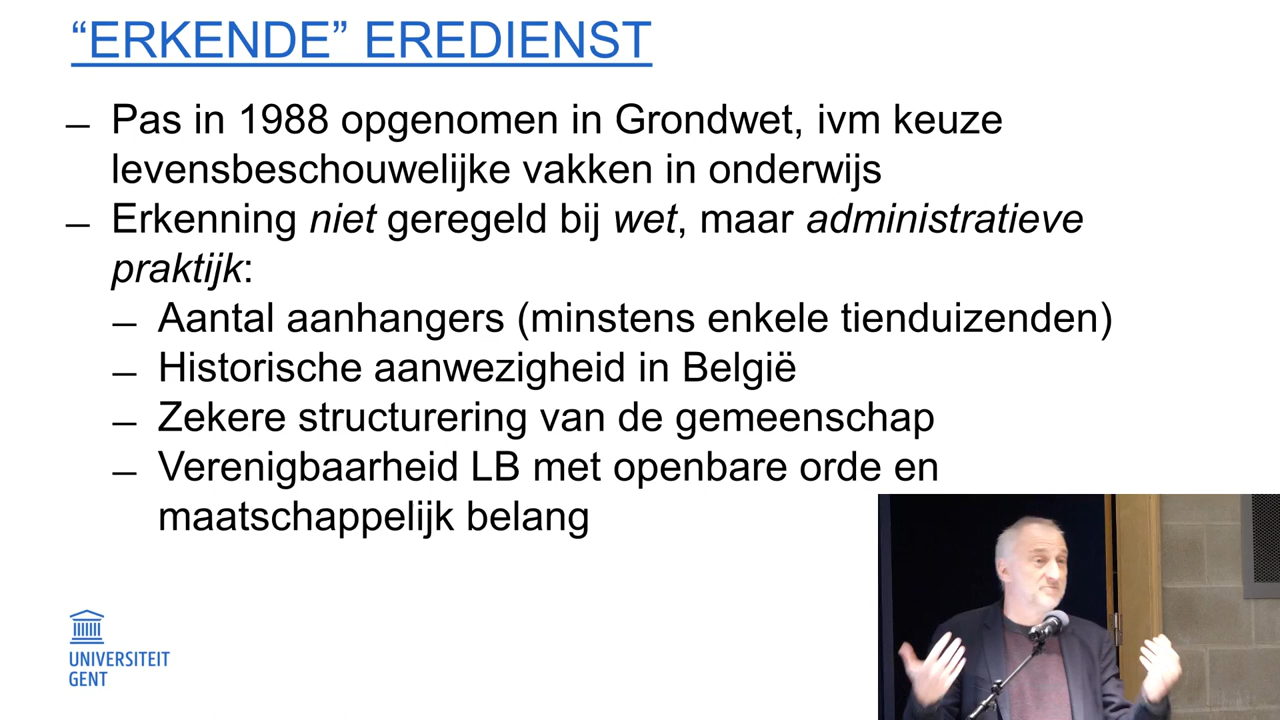 “ERKENDE” EREDIENST
– Pas in 1988 opgenomen in Grondwet, ivm keuze
levensbeschouwelijke vakken in onderwijs
– Erkenning niet geregeld bij wet, maar administratieve
praktijk:
– Aantal aanhangers (minstens enkele tienduizenden)
– Historische aanwezigheid in België
– Zekere structurering van de gemeenschap
– Verenigbaarheid LB met openbare orde en
maatschappelijk belang
UNIVERSITEIT
GENT